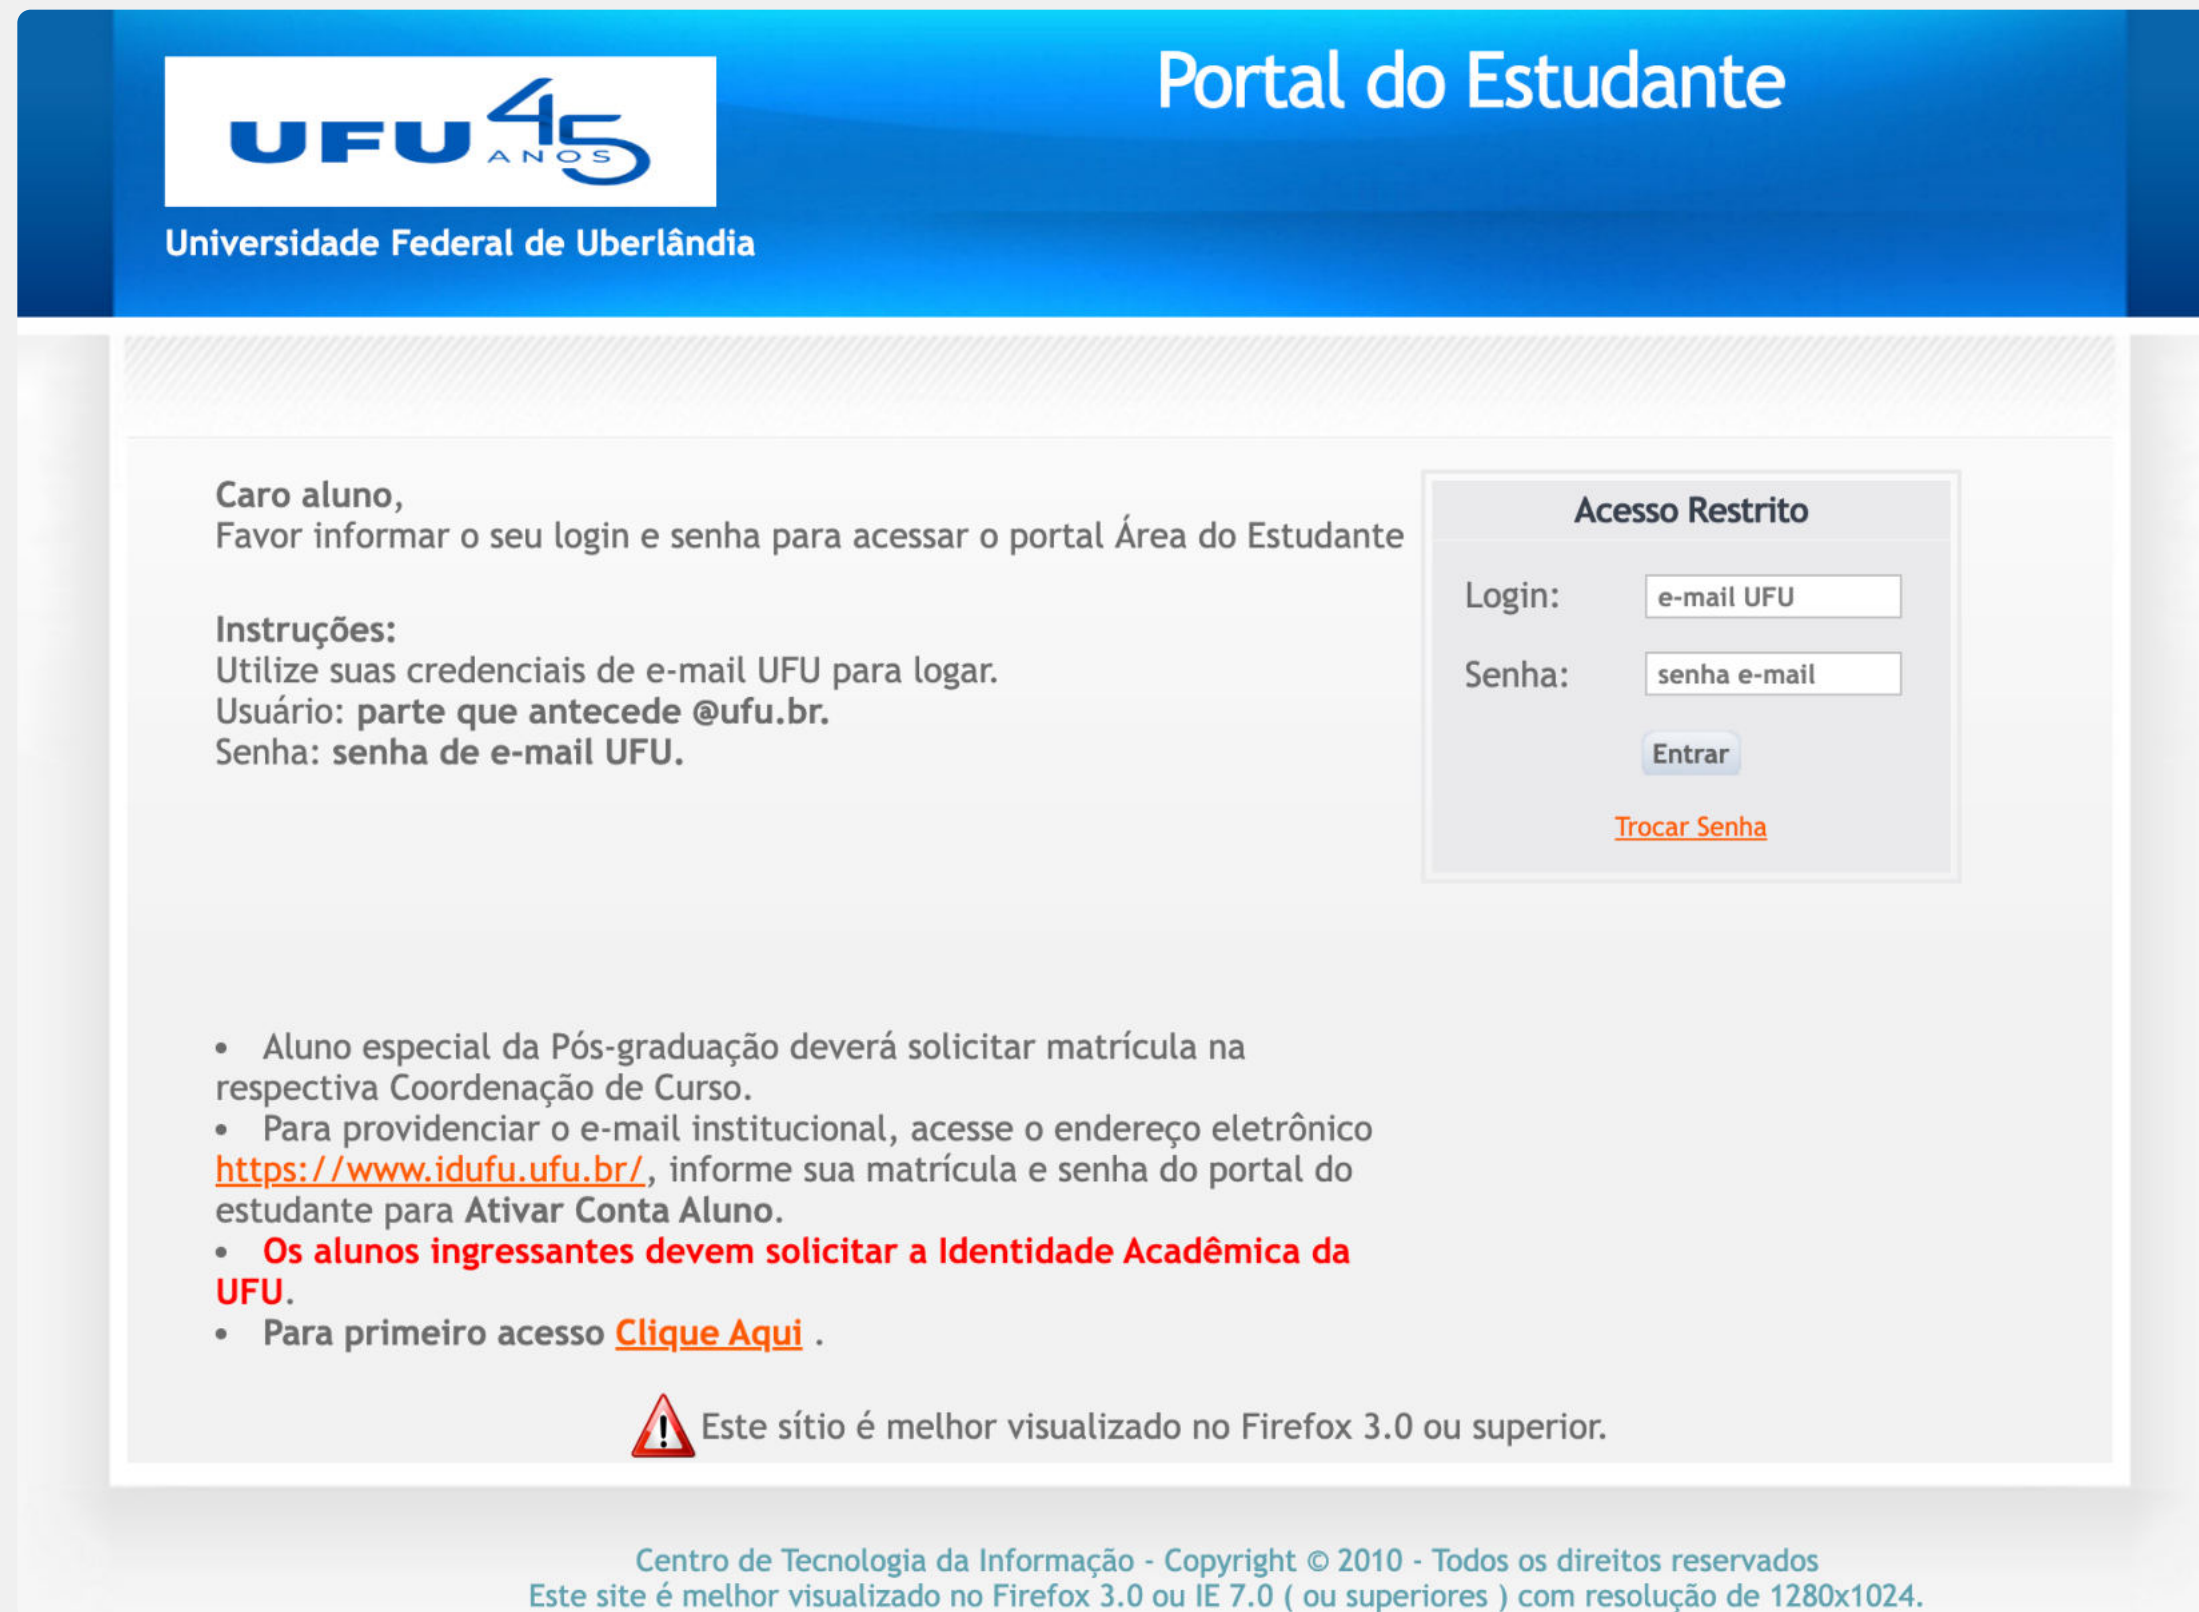 UFU 45
ANOS
Universidade Federal de Uberlândia
Portal do Estudante
Caro aluno,
Favor informar o seu login e senha para acessar o portal Área do Estudante
Instruções:
Utilize suas credenciais de e-mail UFU para logar.
Usuário: parte que antecede @ufu.br.
Senha: senha de e-mail UFU.
Acesso Restrito
Login: e-mail UFU
Senha: senha e-mail
Entrar
Trocar Senha
• Aluno especial da Pós-graduação deverá solicitar matrícula na
respectiva Coordenação de Curso.
• Para providenciar o e-mail institucional, acesse o endereço eletrônico
https://www.idufu.ufu.br/, informe sua matrícula e senha do portal do
estudante para Ativar Conta Aluno.
• Os alunos ingressantes devem solicitar a Identidade Acadêmica da
UFU.
• Para primeiro acesso Clique Aqui .
Este sítio é melhor visualizado no Firefox 3.0 ou superior.
Centro de Tecnologia da Informação - Copyright © 2010 - Todos os direitos reservados
Este site é melhor visualizado no Firefox 3.0 ou IE 7.0 ( ou superiores ) com resolução de 1280x1024.